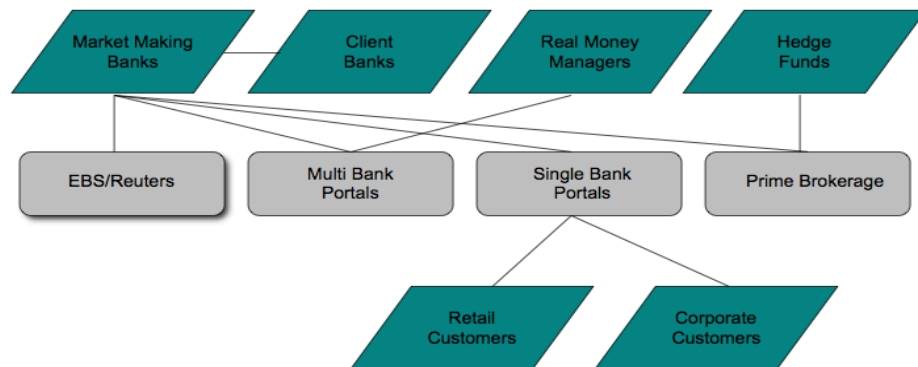 Market Making
Banks
Client
Banks
Real Money
Managers
Hedge
Funds
EBS/Reuters
Multi Bank
Portals
Single Bank
Portals
Prime Brokerage
Retail
Customers
Corporate
Customers